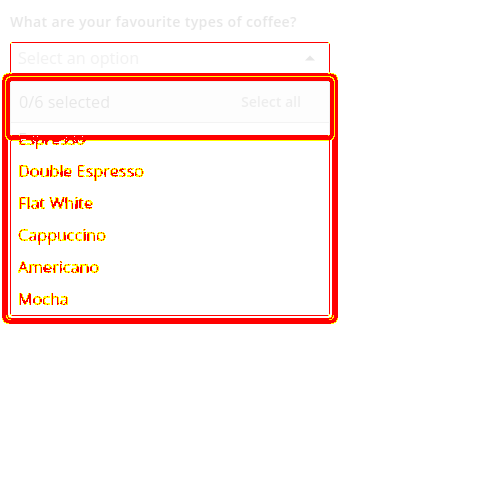 What are your favourite types of coffee?
Select an option
0/6 selected Select all
Espresso
Double Espresso
Flat White
Cappuccino
Americano
Mocha